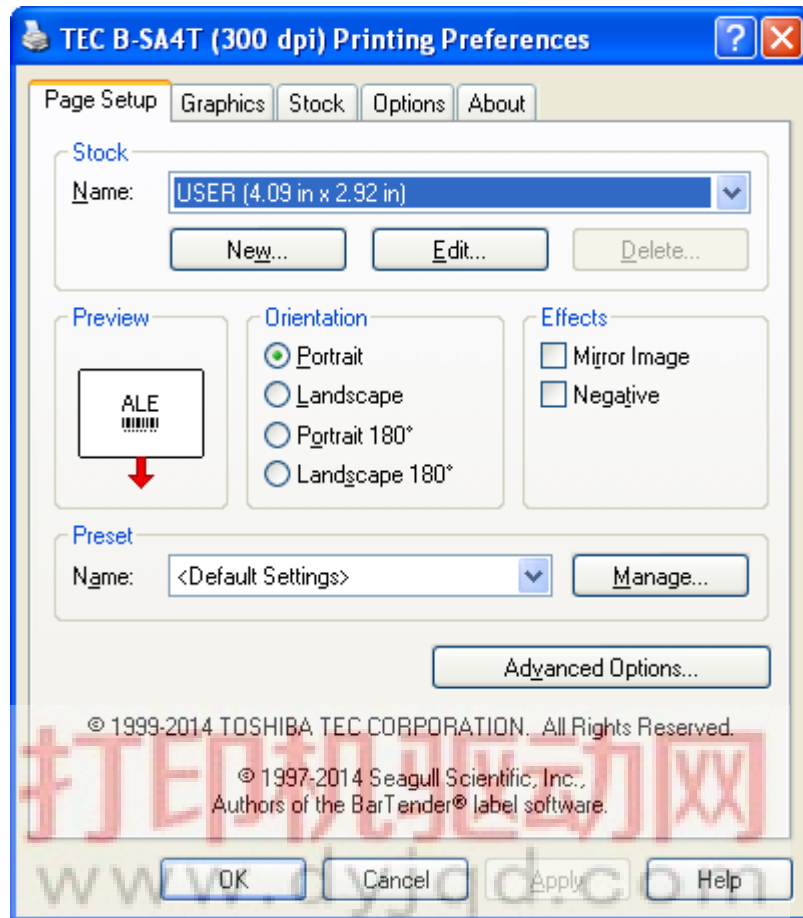 TEC B-SA4T (300 dpi) Printing Preferences
Page Setup Graphics Stock Options About
Stock
Name: USER (4.09 in x 2.92 in)
New... Edit... Delete...
Preview Orientation Effects
ALE
Portrait
Landscape
Portrait 180°
Landscape 180°
Mirror Image
Negative
Preset
Name: <Default Settings> Manage...
Advanced Options...
© 1999-2014 TOSHIBA TEC CORPORATION. All Rights Reserved.
© 1997-2014 Seagull Scientific, Inc.,
Authors of the BarTender® label software.
打印机驱动网
OK Cancel Apply Help
www.dyjqd.com